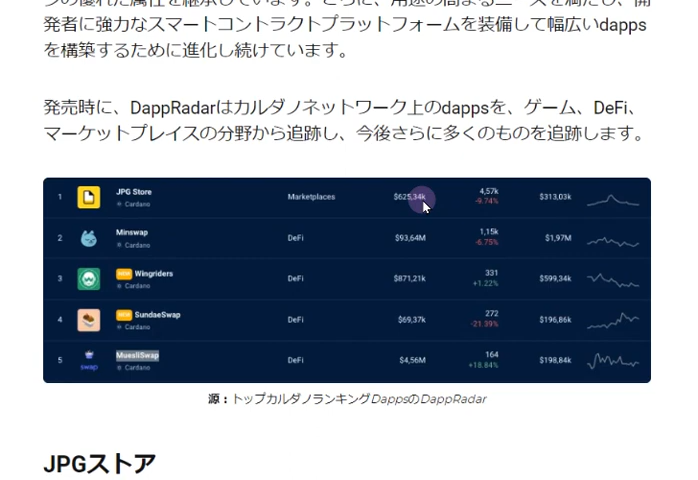 発者に強力なスマートコントラクトプラットフォームを装備して幅広いdapps
を構築するために進化し続けています。
発売時に、DappRadarはカルダノネットワーク上のdappsを、ゲーム、DeFi、
マーケットプレイスの分野から追跡し、今後さらに多くのものを追跡します。
1 JPG Store Marketplaces $625,34k 4,57k $313,03k
Cardano -9.74%
2 Minswap DeFi $93,64M 1,15k $1,97M
Cardano -6.75%
3 NEW Wingriders DeFi $871,21k 331 $599,34k
Cardano +1.22%
4 NEW SundaeSwap DeFi $69,37k 272 $196,86k
Cardano -21.39%
5 swap MuesliSwap DeFi $4,56M 164 $198,84k
Cardano +18.84%
源：トップカルダノランキングDappsのDappRadar
JPGストア